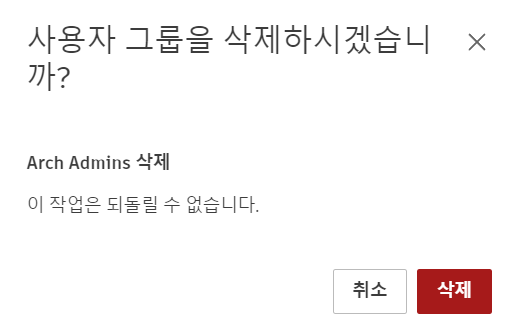 사용자 그룹을 삭제하시겠습니
까?
Arch Admins 삭제
이 작업은 되돌릴 수 없습니다.
취소
삭제